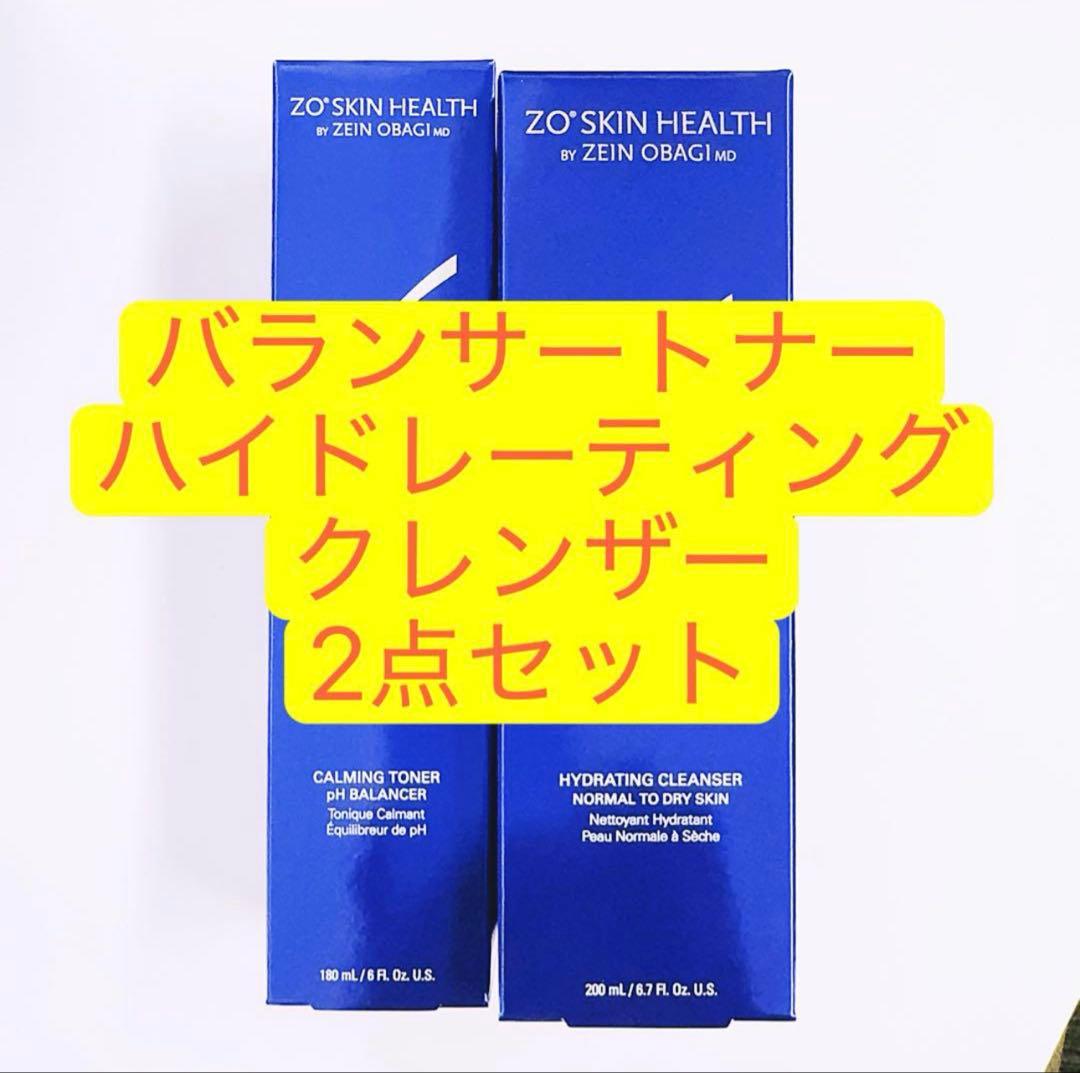 ZO® SKIN HEALTH
BY ZEIN OBAGI MD
ZO® SKIN HEALTH
BY ZEIN OBAGI MD
バランサートナー
ハイドレーティング
クレンザー
2点セット
CALMING TONER
pH BALANCER
Tonique Calmant
Équilibreur de pH
180 mL / 6 Fl. Oz. U.S.
HYDRATING CLEANSER
NORMAL TO DRY SKIN
Nettoyant Hydratant
Peau Normale à Sèche
200 mL / 6.7 Fl. Oz. U.S.